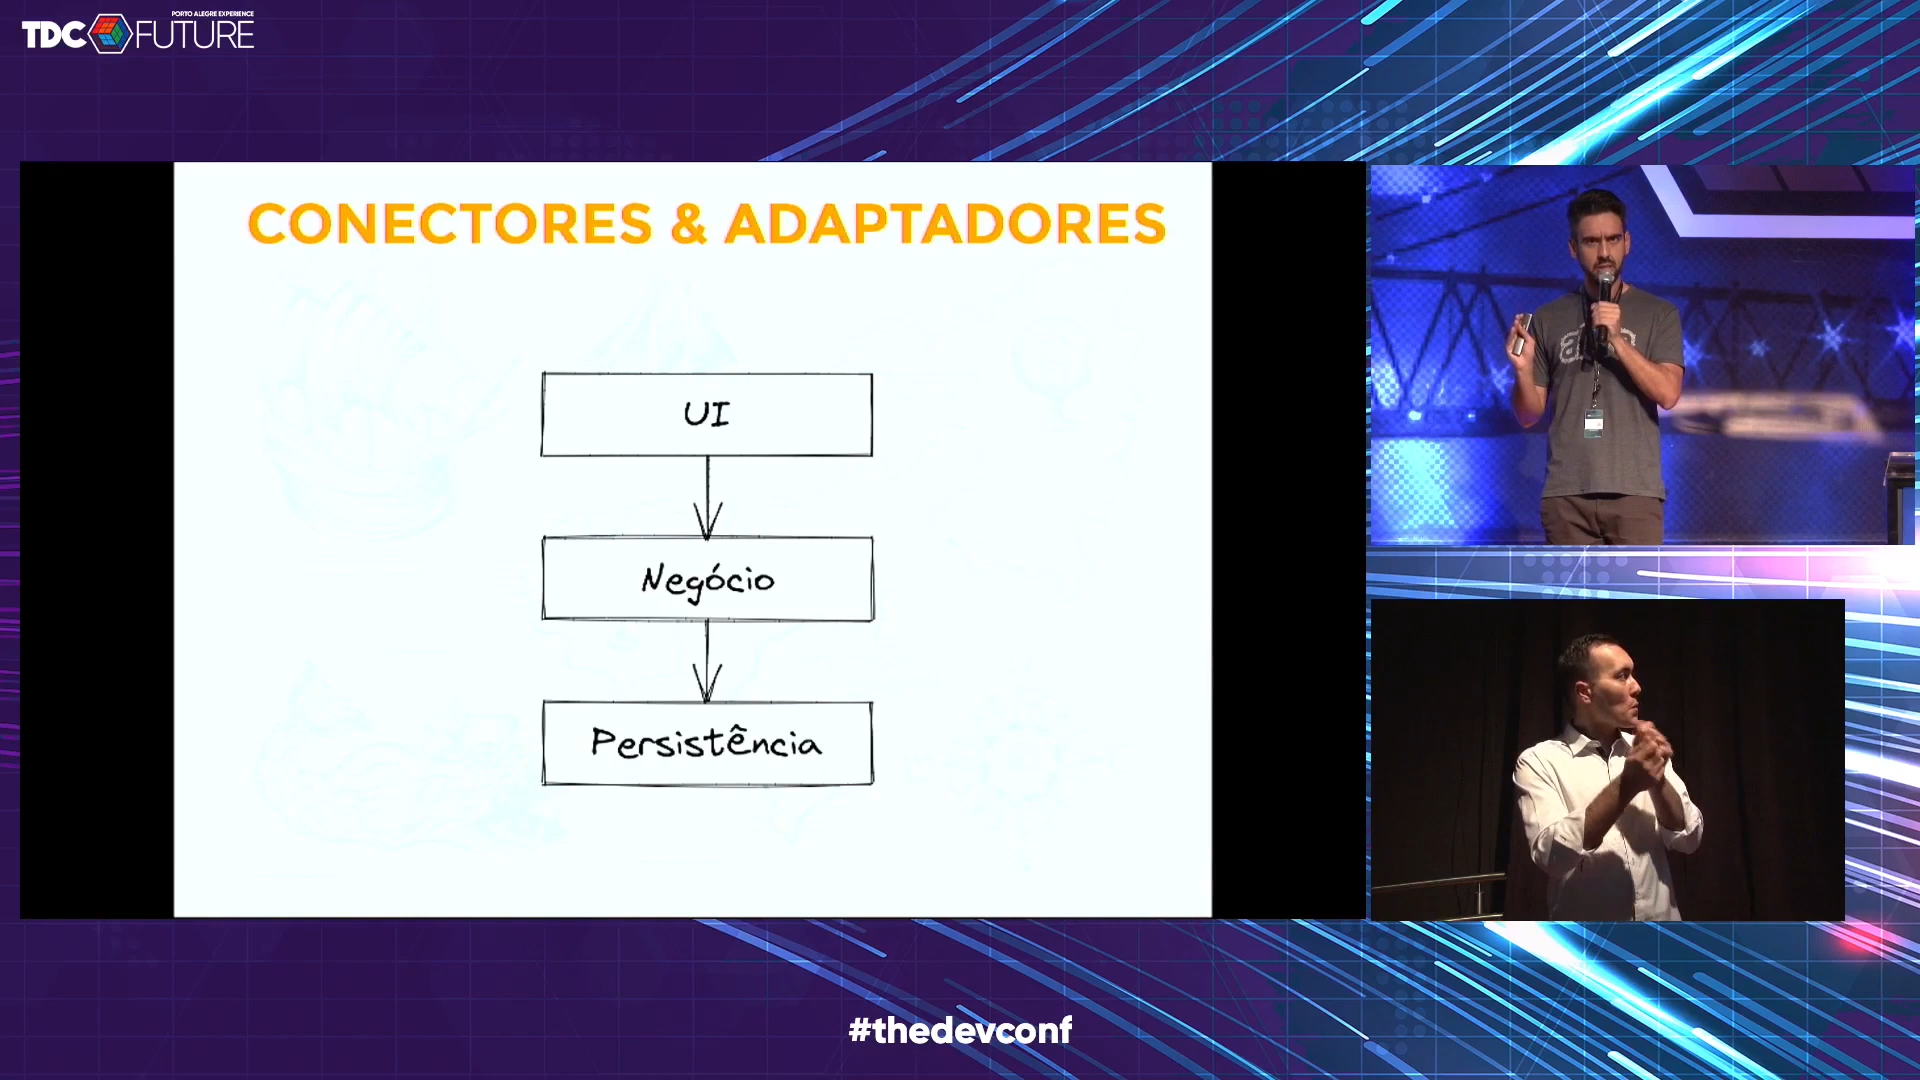 PORTO ALEGRE EXPERIENCE
TDC FUTURE
CONECTORES & ADAPTADORES
UI
Negócio
Persistência
#thedevconf